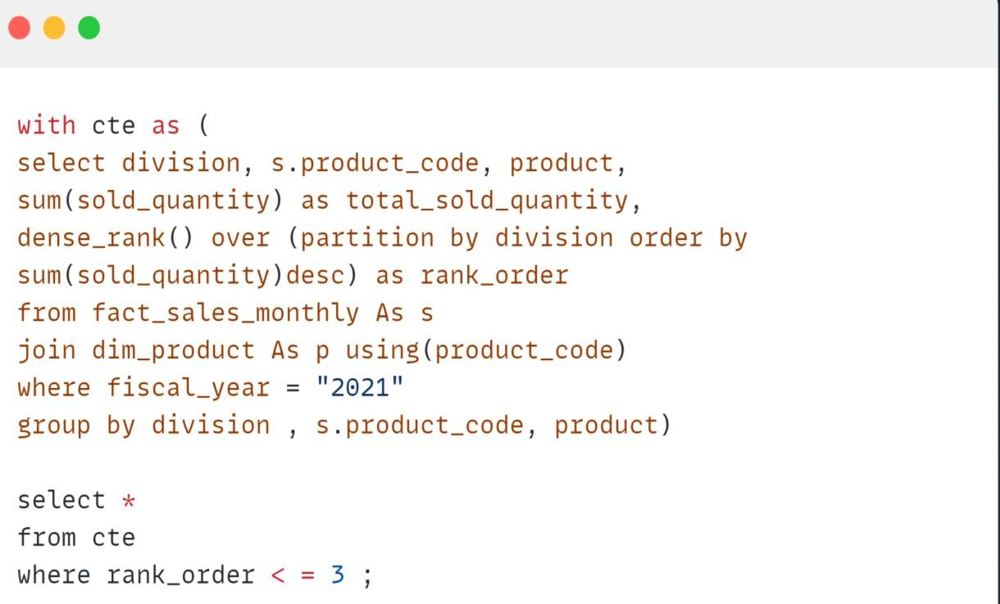 with cte as (
select division, s.product_code, product,
sum(sold_quantity) as total_sold_quantity,
dense_rank() over (partition by division order by
sum(sold_quantity)desc) as rank_order
from fact_sales_monthly As s
join dim_product As p using(product_code)
where fiscal_year = "2021"
group by division , s.product_code, product)
select *
from cte
where rank_order < = 3 ;